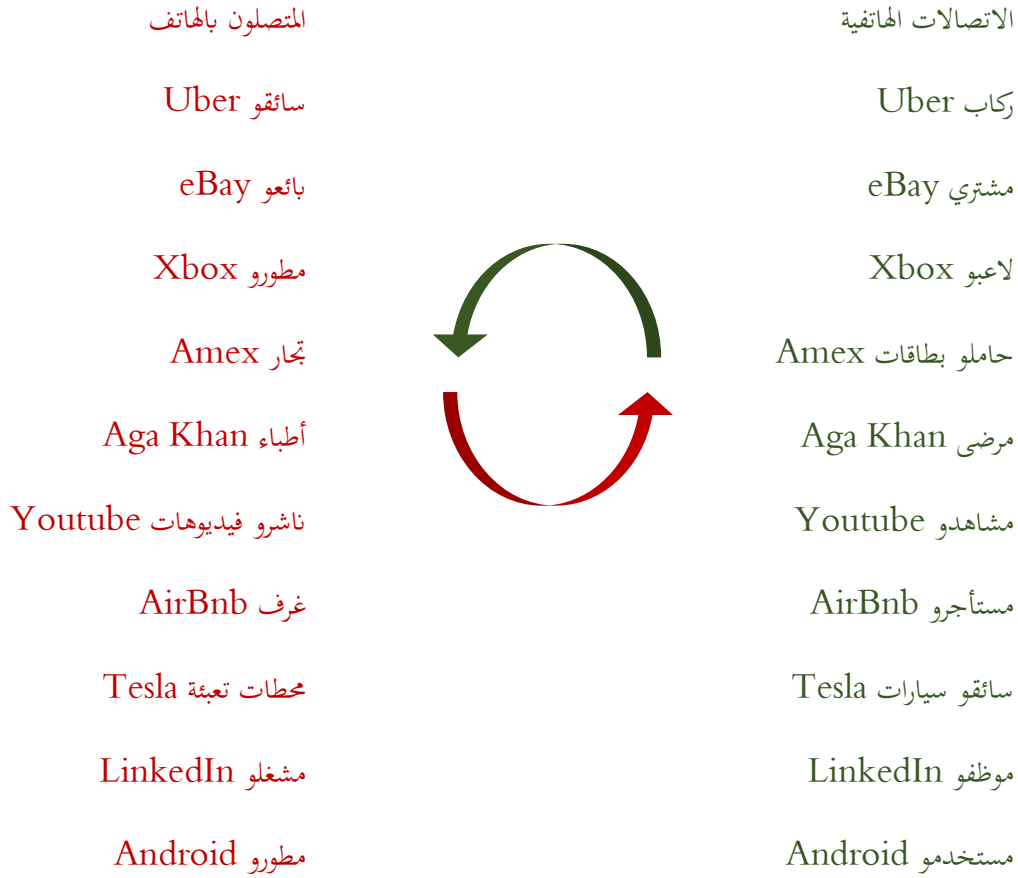 الاتصالات الهاتفية
المتصلون بالهاتف
ركاب Uber
سائقو Uber
مشتري eBay
بائعو eBay
لاعبو Xbox
مطورو Xbox
حاملو بطاقات Amex
تجار Amex
مرضى Aga Khan
أطباء Aga Khan
مشاهدو Youtube
ناشرو فيديوهات Youtube
مستأجرو AirBnb
غرف AirBnb
سائقو سيارات Tesla
محطات تعبئة Tesla
موظفو LinkedIn
مشغلو LinkedIn
مستخدمو Android
مطورو Android